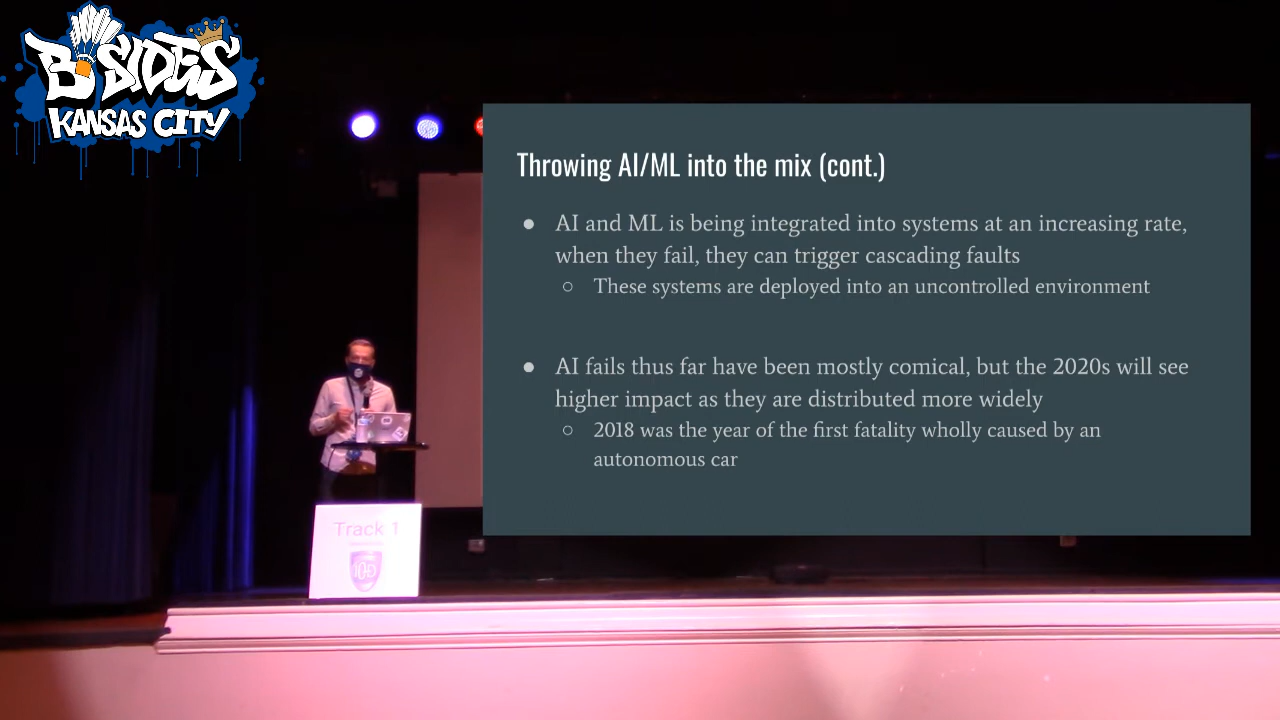 B·SIDES
KANSAS CITY
Throwing AI/ML into the mix (cont.)
● AI and ML is being integrated into systems at an increasing rate,
when they fail, they can trigger cascading faults
○ These systems are deployed into an uncontrolled environment
● AI fails thus far have been mostly comical, but the 2020s will see
higher impact as they are distributed more widely
○ 2018 was the year of the first fatality wholly caused by an
autonomous car
Track 1